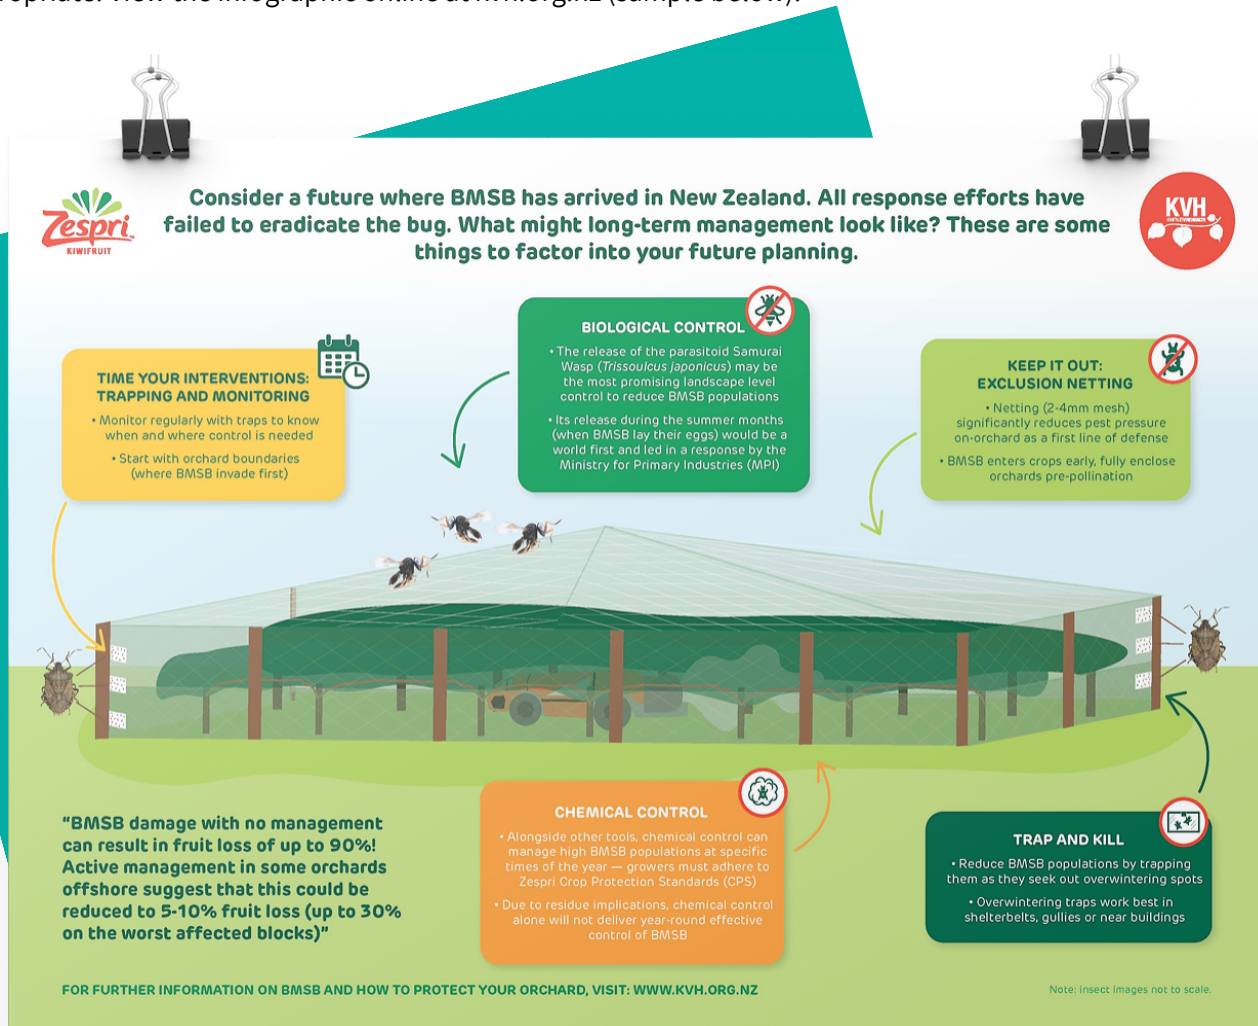 View the infographic online at kvh.org.nz (sample below).
Zespri
KIWIFRUIT
Consider a future where BMSB has arrived in New Zealand. All response efforts have
failed to eradicate the bug. What might long-term management look like? These are some
things to factor into your future planning.
KVH
TIME YOUR INTERVENTIONS:
TRAPPING AND MONITORING
• Monitor regularly with traps to know
when and where control is needed
• Start with orchard boundaries
(where BMSB invade first)
BIOLOGICAL CONTROL
• The release of the parasitoid Samurai
Wasp (Trissoulcus japonicus) may be
the most promising landscape level
control to reduce BMSB populations
• Its release during the summer months
(when BMSB lay their eggs) would be a
world first and led in a response by the
Ministry for Primary Industries (MPI)
KEEP IT OUT:
EXCLUSION NETTING
• Netting (2-4mm mesh)
significantly reduces pest pressure
on-orchard as a first line of defense
• BMSB enters crops early, fully enclose
orchards pre-pollination
“BMSB damage with no management
can result in fruit loss of up to 90%!
Active management in some orchards
offshore suggest that this could be
reduced to 5-10% fruit loss (up to 30%
on the worst affected blocks)”
CHEMICAL CONTROL
• Alongside other tools, chemical control can
manage high BMSB populations at specific
times of the year — growers must adhere to
Zespri Crop Protection Standards (CPS)
• Due to residue implications, chemical control
alone will not deliver year-round effective
control of BMSB
TRAP AND KILL
• Reduce BMSB populations by trapping
them as they seek out overwintering spots
• Overwintering traps work best in
shelterbelts, gullies or near buildings
FOR FURTHER INFORMATION ON BMSB AND HOW TO PROTECT YOUR ORCHARD, VISIT: WWW.KVH.ORG.NZ
Note: insect images not to scale.